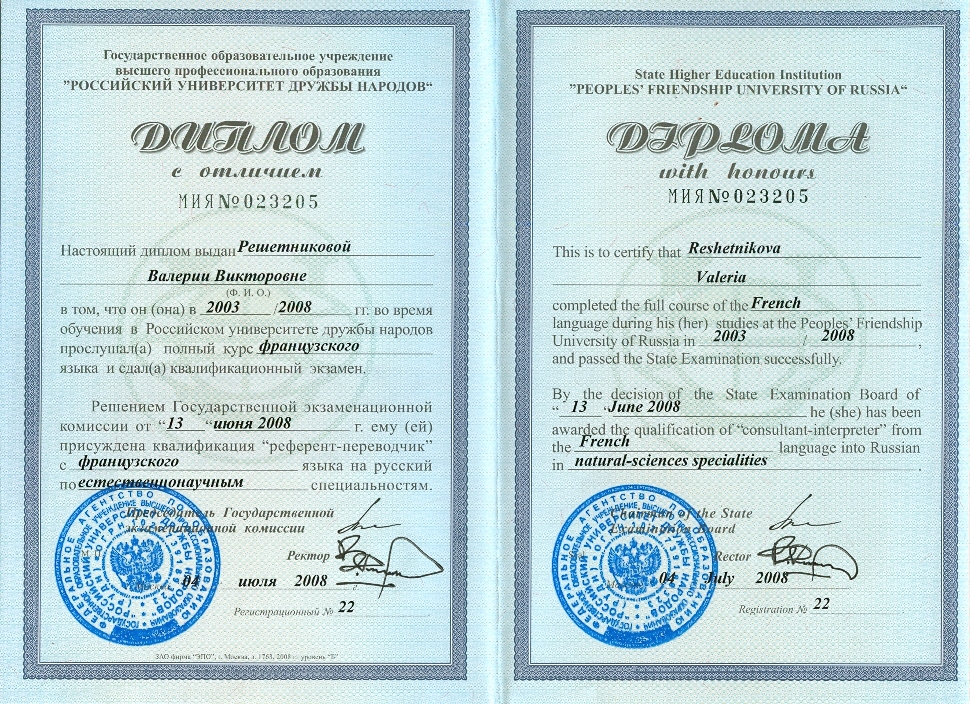 Государственное образовательное учреждение
высшего профессионального образования
"РОССИЙСКИЙ УНИВЕРСИТЕТ ДРУЖБЫ НАРОДОВ"
ДИПЛОМ
с отличием
МИЯ№023205
Настоящий диплом выдан Решетниковой
Валерии Викторовне
(Ф. И. О.)
в том, что он (она) в 2003 /2008 гг. во время
обучения в Российском университете дружбы народов
прослушал(а) полный курс французского
языка и сдал(а) квалификационный экзамен.
Решением Государственной экзаменационной
комиссии от "13 "июня 2008 г. ему (ей)
присуждена квалификация "референт-переводчик"
с французского языка на русский
по естественнонаучным специальностям.
Председатель Государственной
экзаменационной комиссии
Ректор
04 июля 2008 г.
Регистрационный № 22
ЗАО фирма "ЭПО", г. Москва, з. 1763, 2008 г. уровень "Б"
State Higher Education Institution
"PEOPLES' FRIENDSHIP UNIVERSITY OF RUSSIA"
DIPLOMA
with honours
МИЯ№023205
This is to certify that Reshetnikova
Valeria
completed the full course of the French
language during his (her) studies at the Peoples' Friendship
University of Russia in 2003 / 2008 ,
and passed the State Examination successfully.
By the decision of the State Examination Board of
" 13 "June 2008 he (she) has been
awarded the qualification of "consultant-interpreter" from
the French language into Russian
in natural-sciences specialities .
Chairman of the State
Examination Board
Rector
04 July 2008
Registration № 22